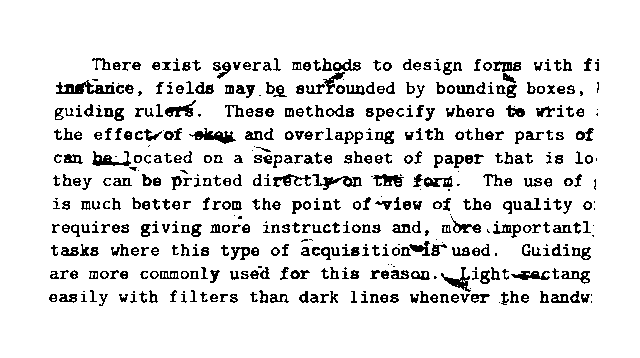 There exist several methods to design forms with fi
instance, fields may be surrounded by bounding boxes,
guiding rulers. These methods specify where to write
the effect of skew and overlapping with other parts of
can be located on a separate sheet of paper that is lo
they can be printed directly on the form. The use of
is much better from the point of view of the quality o
requires giving more instructions and, more importantl
tasks where this type of acquisition is used. Guiding
are more commonly used for this reason. Light rectang
easily with filters than dark lines whenever the handw